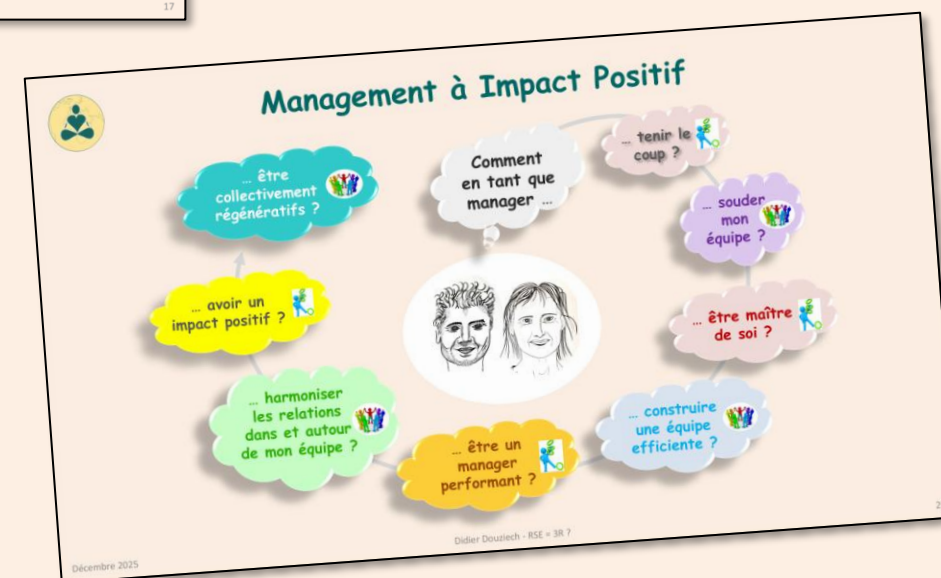 17
Management à Impact Positif
Comment
en tant que
manager ...
... tenir le
coup ?
... souder
mon
équipe ?
... être maître
de soi ?
... construire
une équipe
efficiente ?
... être un
manager
performant ?
... harmoniser
les relations
dans et autour
de mon équipe ?
... avoir un
impact positif ?
... être
collectivement
régénératifs ?
Décembre 2025
Didier Douziech - RSE = 3R ?